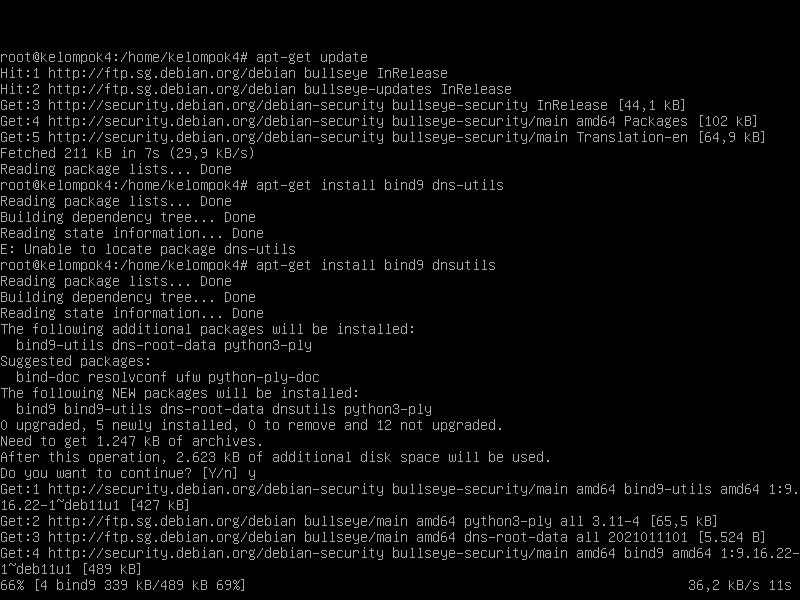 root@kelompok4:/home/kelompok4# apt-get update
Hit:1 http://ftp.sg.debian.org/debian bullseye InRelease
Hit:2 http://ftp.sg.debian.org/debian bullseye-updates InRelease
Get:3 http://security.debian.org/debian-security bullseye-security InRelease [44,1 kB]
Get:4 http://security.debian.org/debian-security bullseye-security/main amd64 Packages [102 kB]
Get:5 http://security.debian.org/debian-security bullseye-security/main Translation-en [64,9 kB]
Fetched 211 kB in 7s (29,9 kB/s)
Reading package lists... Done
root@kelompok4:/home/kelompok4# apt-get install bind9 dns-utils
Reading package lists... Done
Building dependency tree... Done
Reading state information... Done
E: Unable to locate package dns-utils
root@kelompok4:/home/kelompok4# apt-get install bind9 dnsutils
Reading package lists... Done
Building dependency tree... Done
Reading state information... Done
The following additional packages will be installed:
  bind9-utils dns-root-data python3-ply
Suggested packages:
  bind-doc resolvconf ufw python-ply-doc
The following NEW packages will be installed:
  bind9 bind9-utils dns-root-data dnsutils python3-ply
0 upgraded, 5 newly installed, 0 to remove and 12 not upgraded.
Need to get 1.247 kB of archives.
After this operation, 2.623 kB of additional disk space will be used.
Do you want to continue? [Y/n] y
Get:1 http://security.debian.org/debian-security bullseye-security/main amd64 bind9-utils amd64 1:9.
16.22-1~deb11u1 [427 kB]
Get:2 http://ftp.sg.debian.org/debian bullseye/main amd64 python3-ply all 3.11-4 [65,5 kB]
Get:3 http://ftp.sg.debian.org/debian bullseye/main amd64 dns-root-data all 2021011101 [5.524 B]
Get:4 http://security.debian.org/debian-security bullseye-security/main amd64 bind9 amd64 1:9.16.22-
1~deb11u1 [489 kB]
66% [4 bind9 339 kB/489 kB 69%] 36,2 kB/s 11s